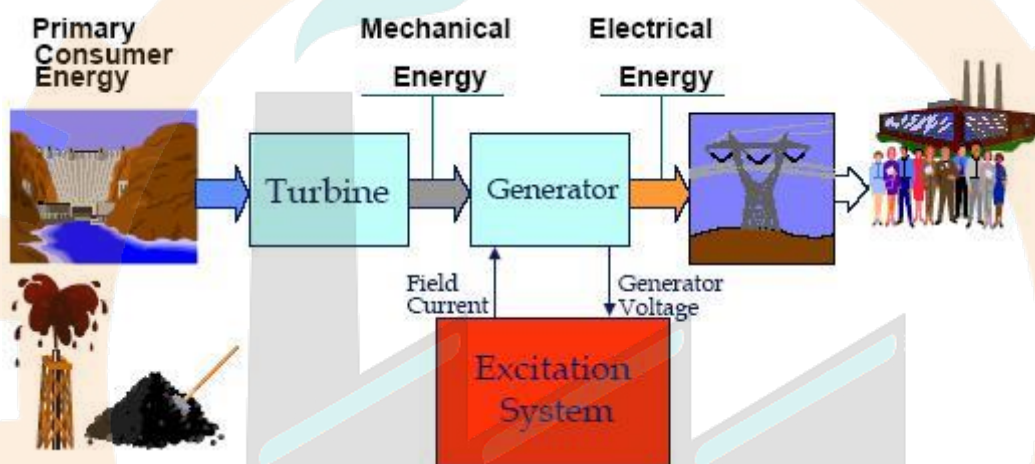 Primary
Consumer
Energy
Mechanical
Energy
Electrical
Energy
Turbine
Generator
Field
Current
Generator
Voltage
Excitation
System